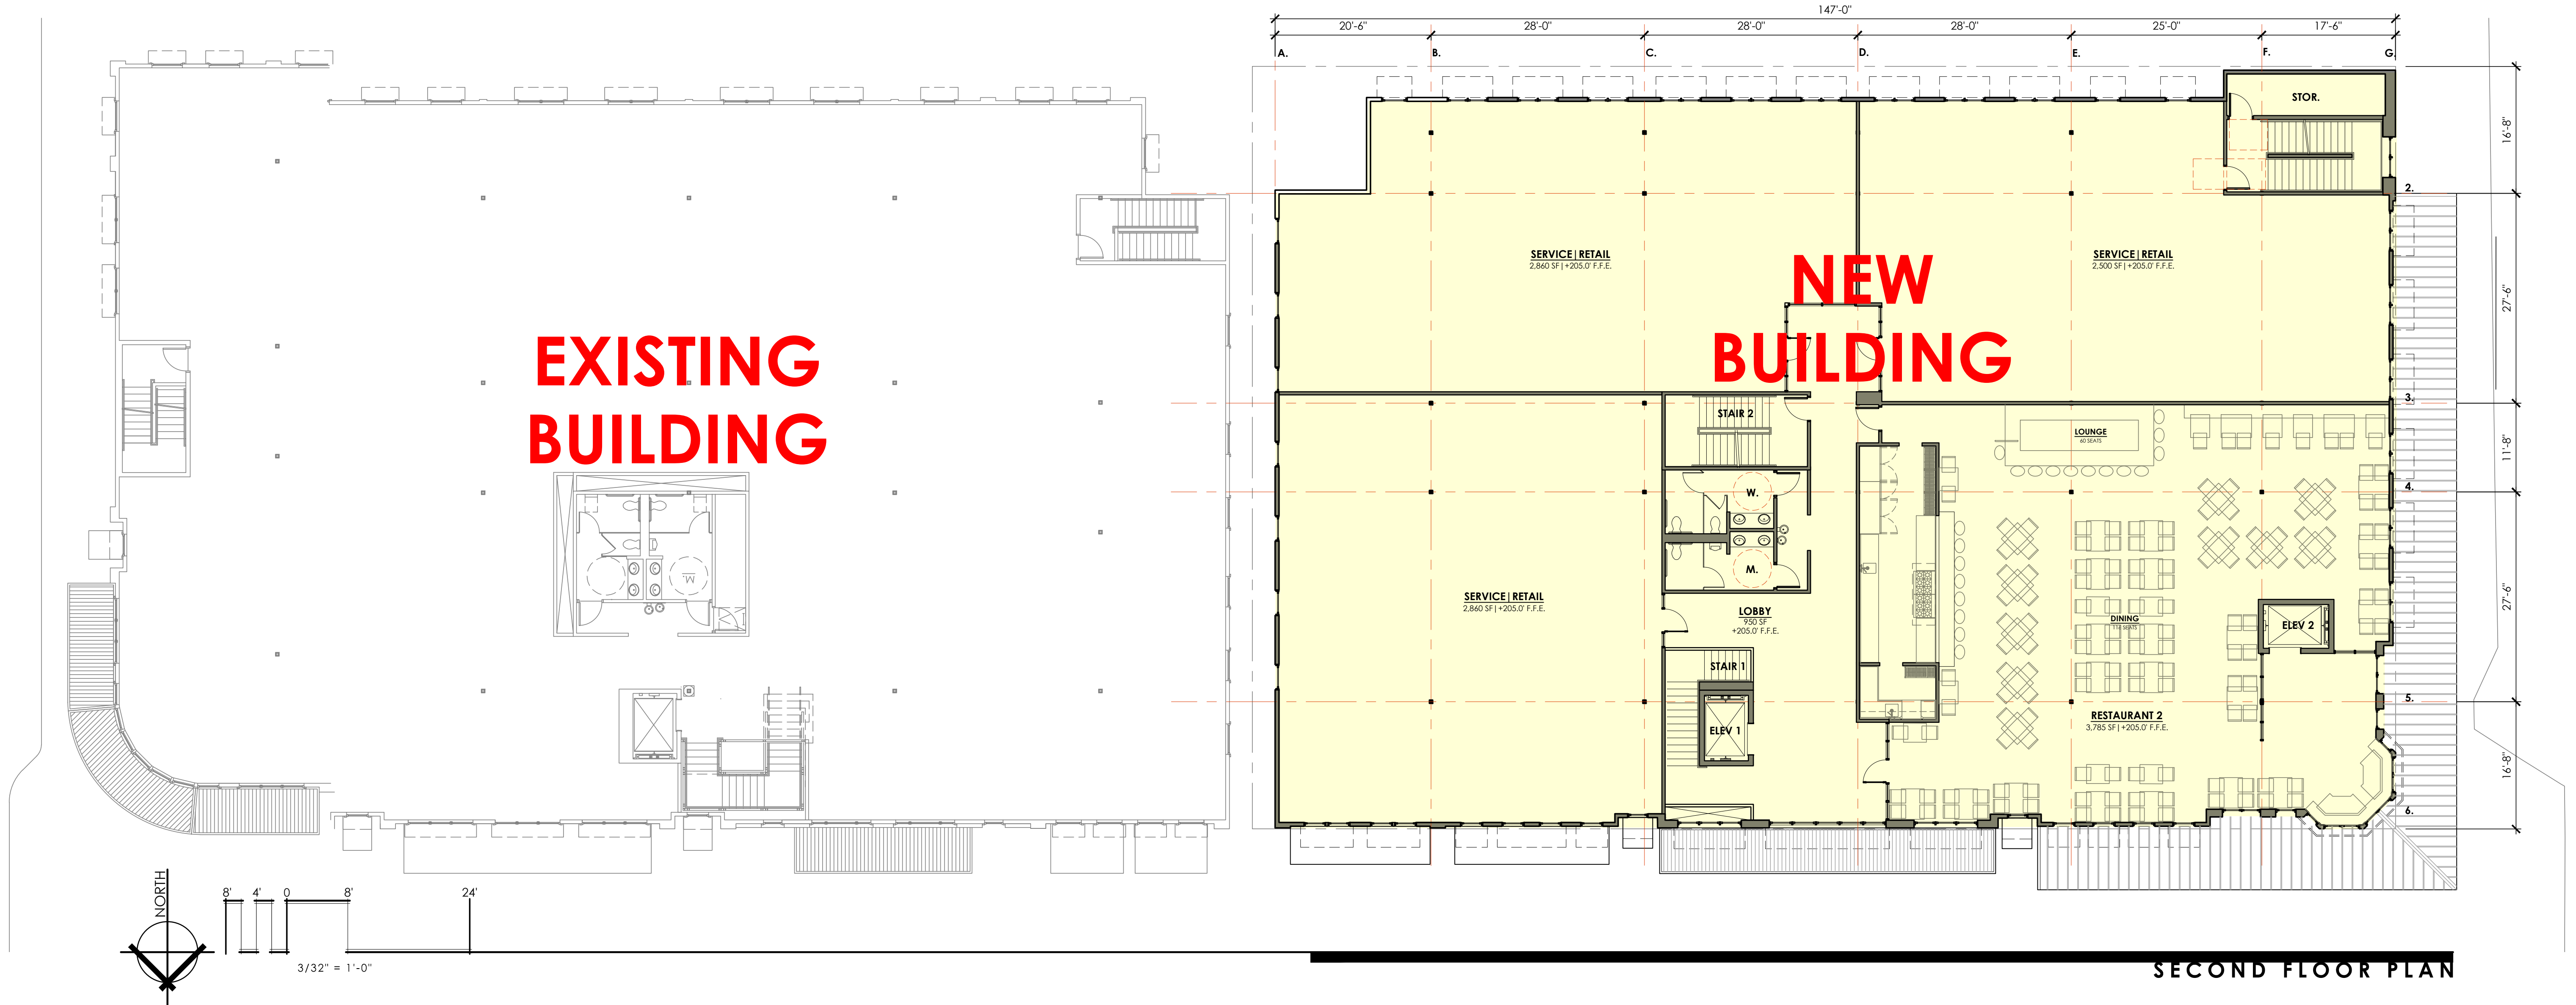 147'-0"
20'-6"
28'-0"
28'-0"
28'-0"
25'-0"
17'-6"
A.
B.
C.
D.
E.
F.
G.
STOR.
16'-8"
2.
SERVICE|RETAIL
2,860 SF|+205.0' F.F.E.
SERVICE|RETAIL
2,500 SF|+205.0' F.F.E.
NEW
BUILDING
27'-6"
EXISTING
BUILDING
3.
STAIR 2
LOUNGE
60 SEATS
11'-8"
4.
W.
M.
M.
SERVICE|RETAIL
2,860 SF|+205.0' F.F.E.
LOBBY
950 SF
+205.0' F.F.E.
DINING
ELEV 2
27'-6"
STAIR 1
5.
ELEV 1
RESTAURANT 2
3,785 SF|+205.0' F.F.E.
16'-8"
6.
NORTH
8'
4'
0
8'
24'
3/32" = 1'-0"
SECOND FLOOR PLAN